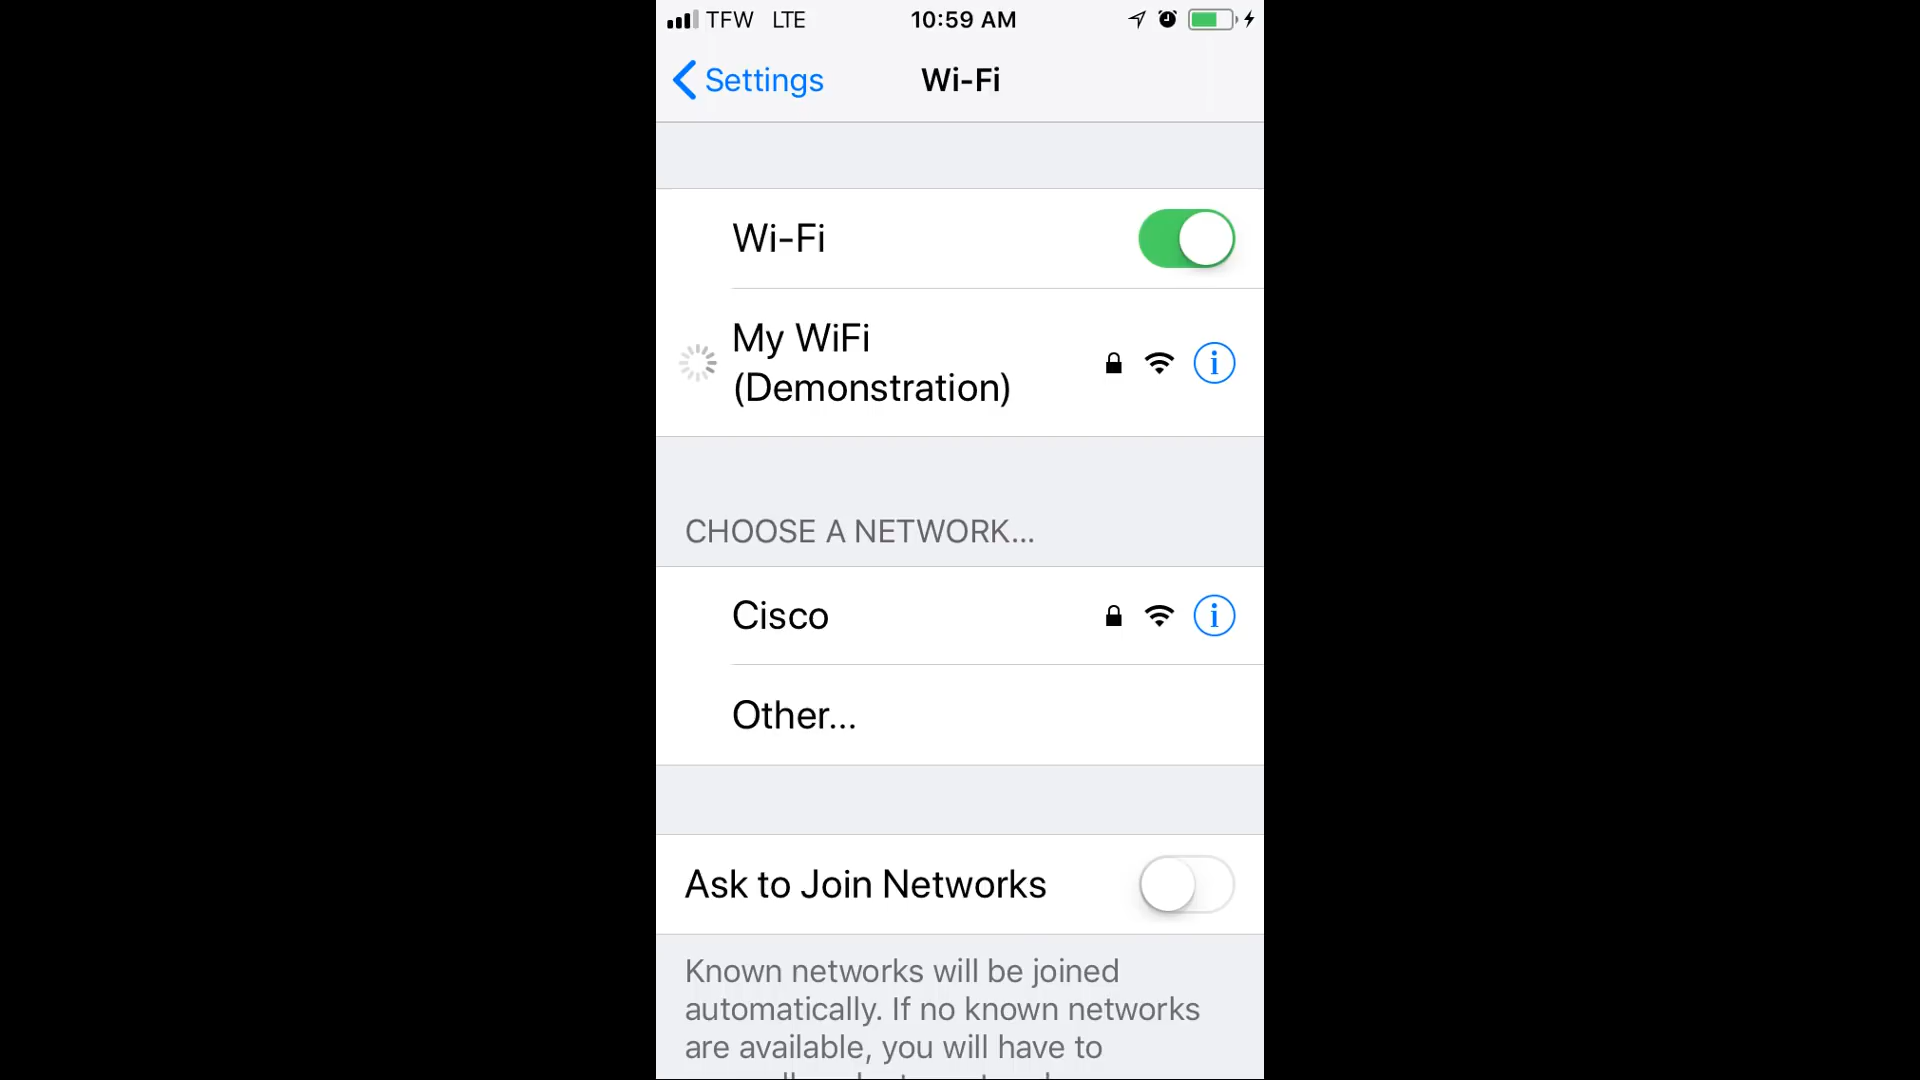 TFW LTE 10:59 AM
Settings Wi-Fi
Wi-Fi
My WiFi
(Demonstration)
CHOOSE A NETWORK...
Cisco
Other...
Ask to Join Networks
Known networks will be joined
automatically. If no known networks
are available, you will have to